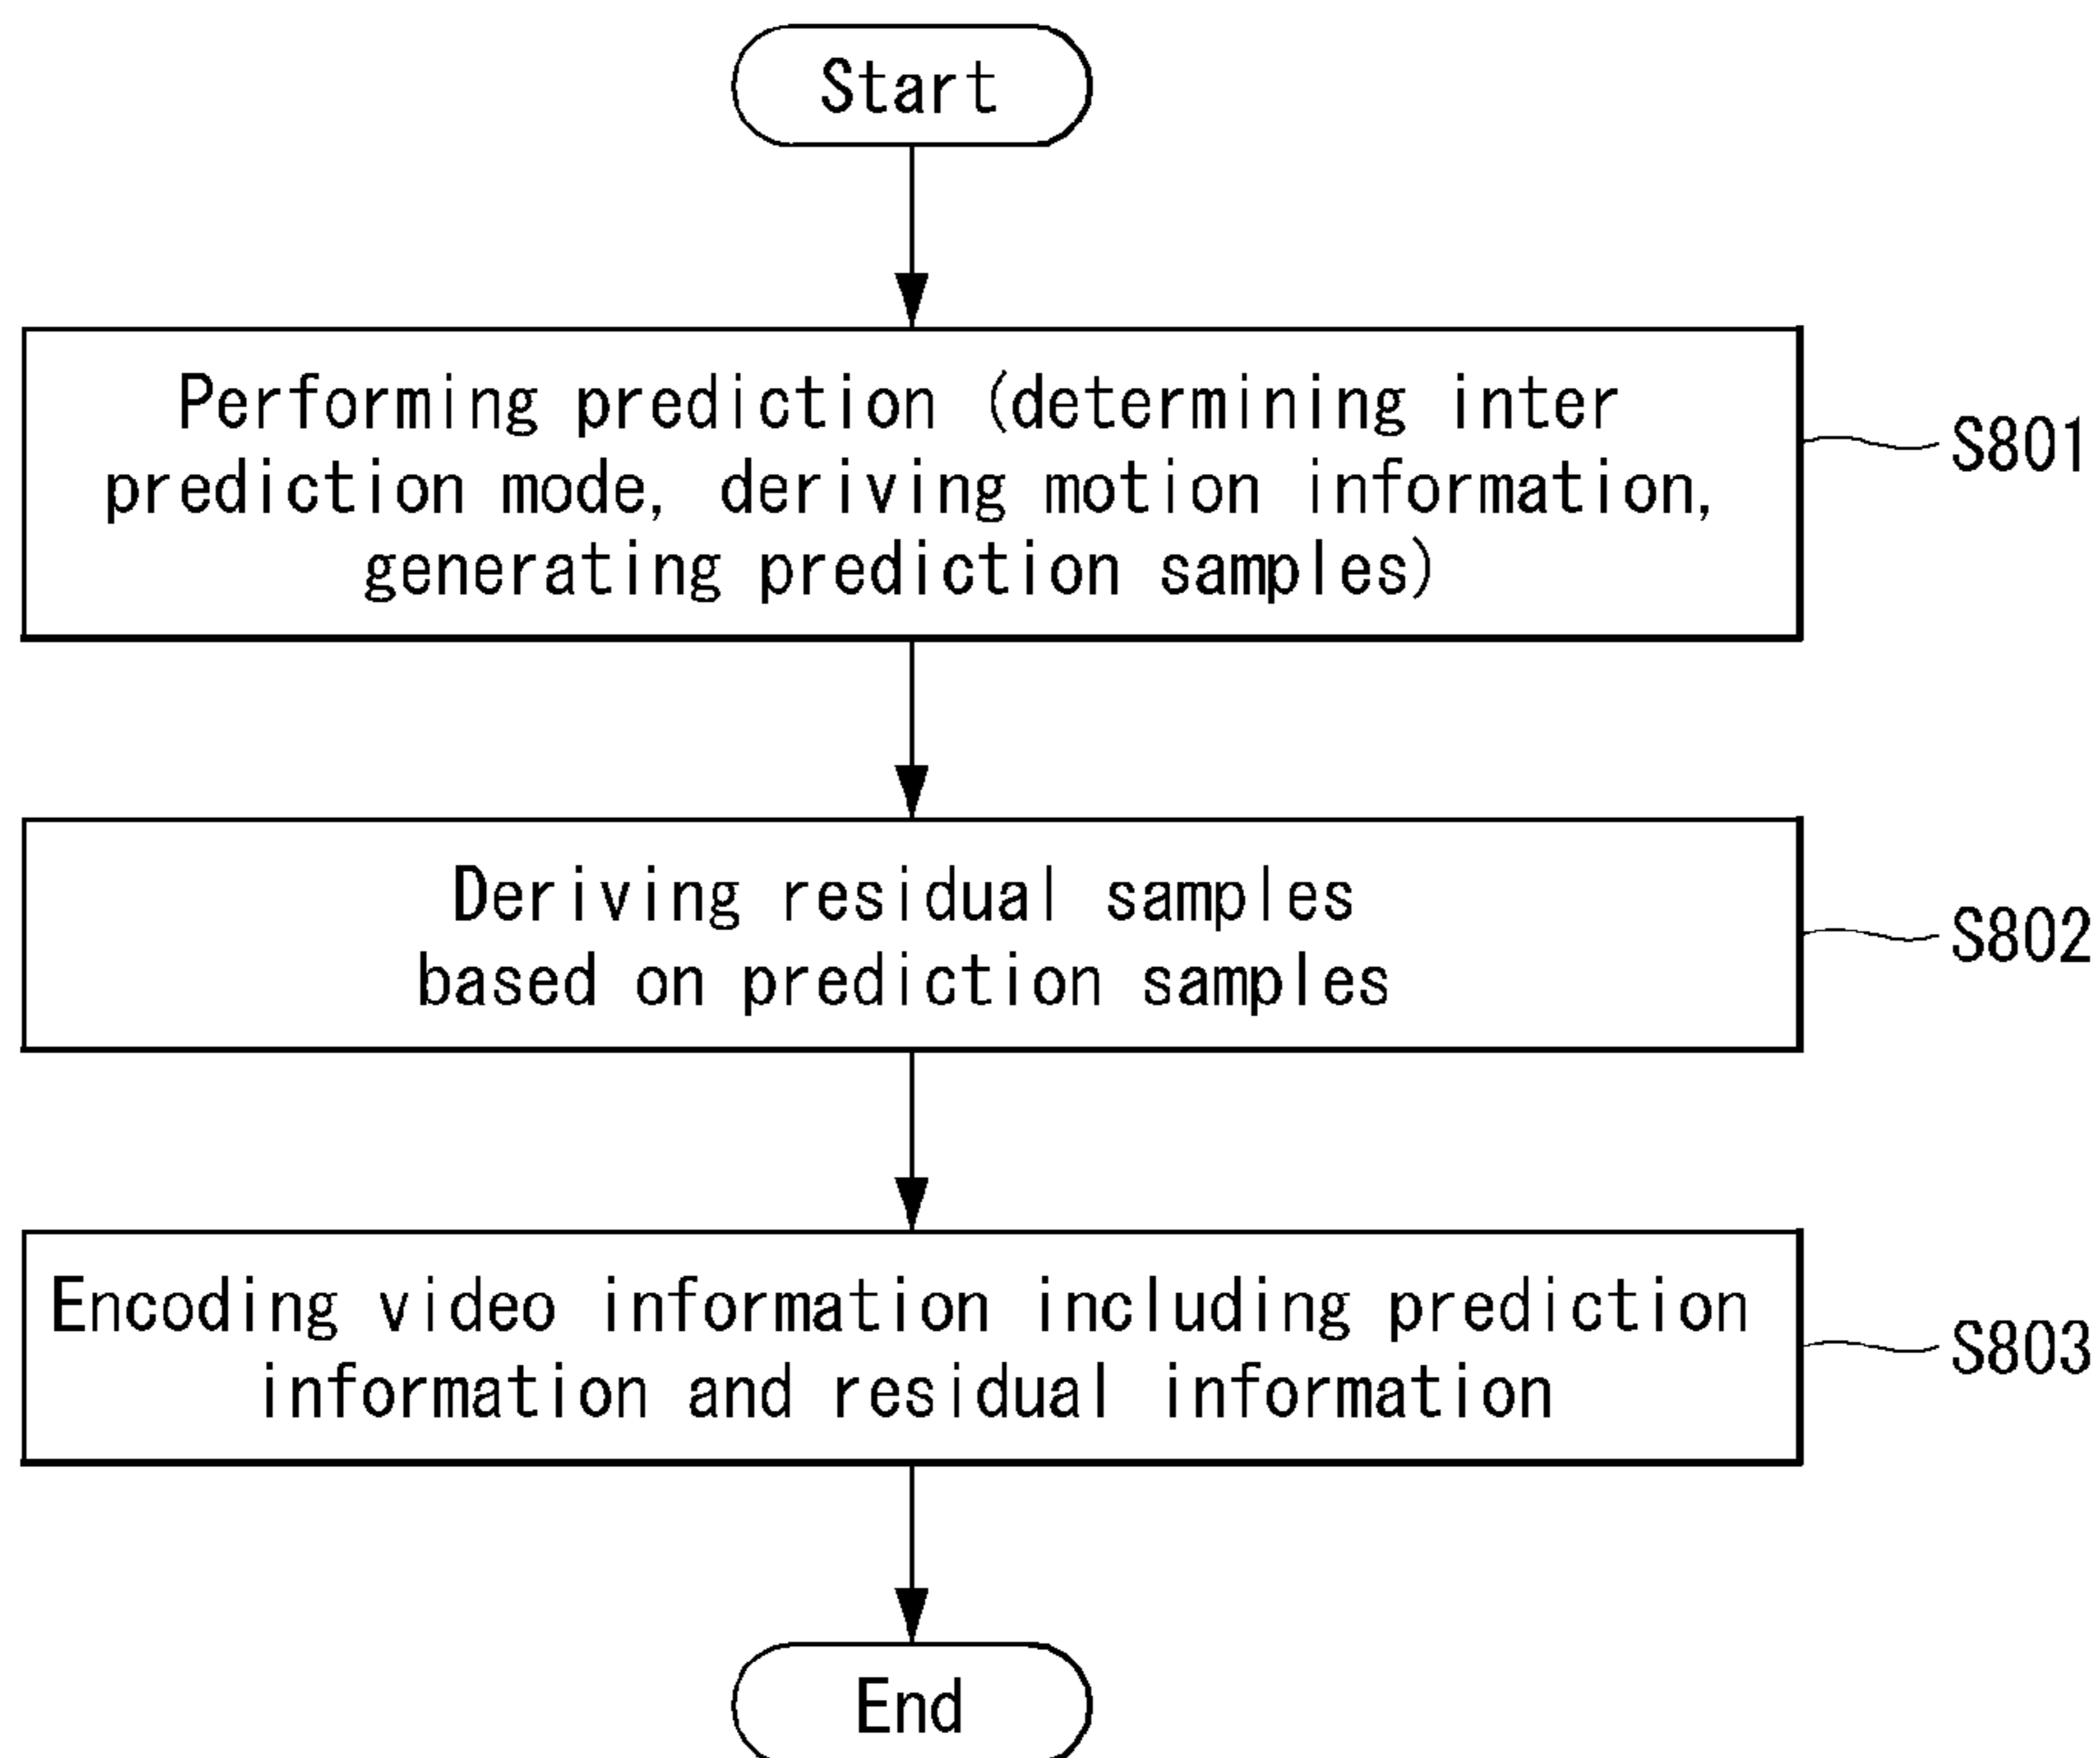 Start
Performing prediction (determining inter
prediction mode, deriving motion information,
generating prediction samples)
S801
Deriving residual samples
based on prediction samples
S802
Encoding video information including prediction
information and residual information
S803
End